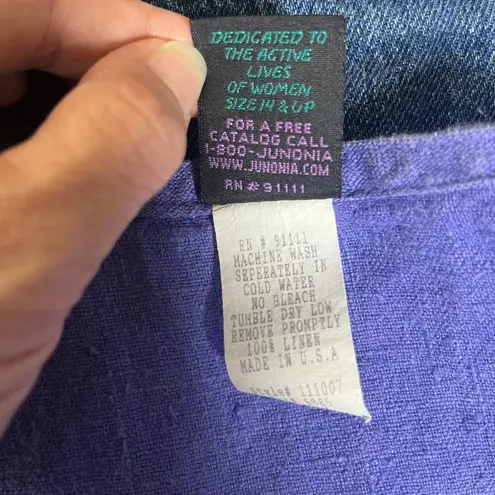 DEDICATED TO
THE ACTIVE
LIVES
OF WOMEN
SIZE 14 & UP
FOR A FREE
CATALOG CALL
1-800-JUNONIA
WWW.JUNONIA.COM
RN # 91111
RN # 91111
MACHINE WASH
SEPERATELY IN
COLD WATER
NO BLEACH
TUMBLE DRY LOW
REMOVE PROMPTLY
100% LINEN
MADE IN U.S.A
Style# 111007